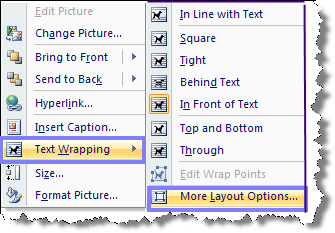 Edit Picture
Change Picture...
Bring to Front
Send to Back
Hyperlink...
Insert Caption...
Text Wrapping
Size...
Format Picture...
In Line with Text
Square
Tight
Behind Text
In Front of Text
Top and Bottom
Through
Edit Wrap Points
More Layout Options...